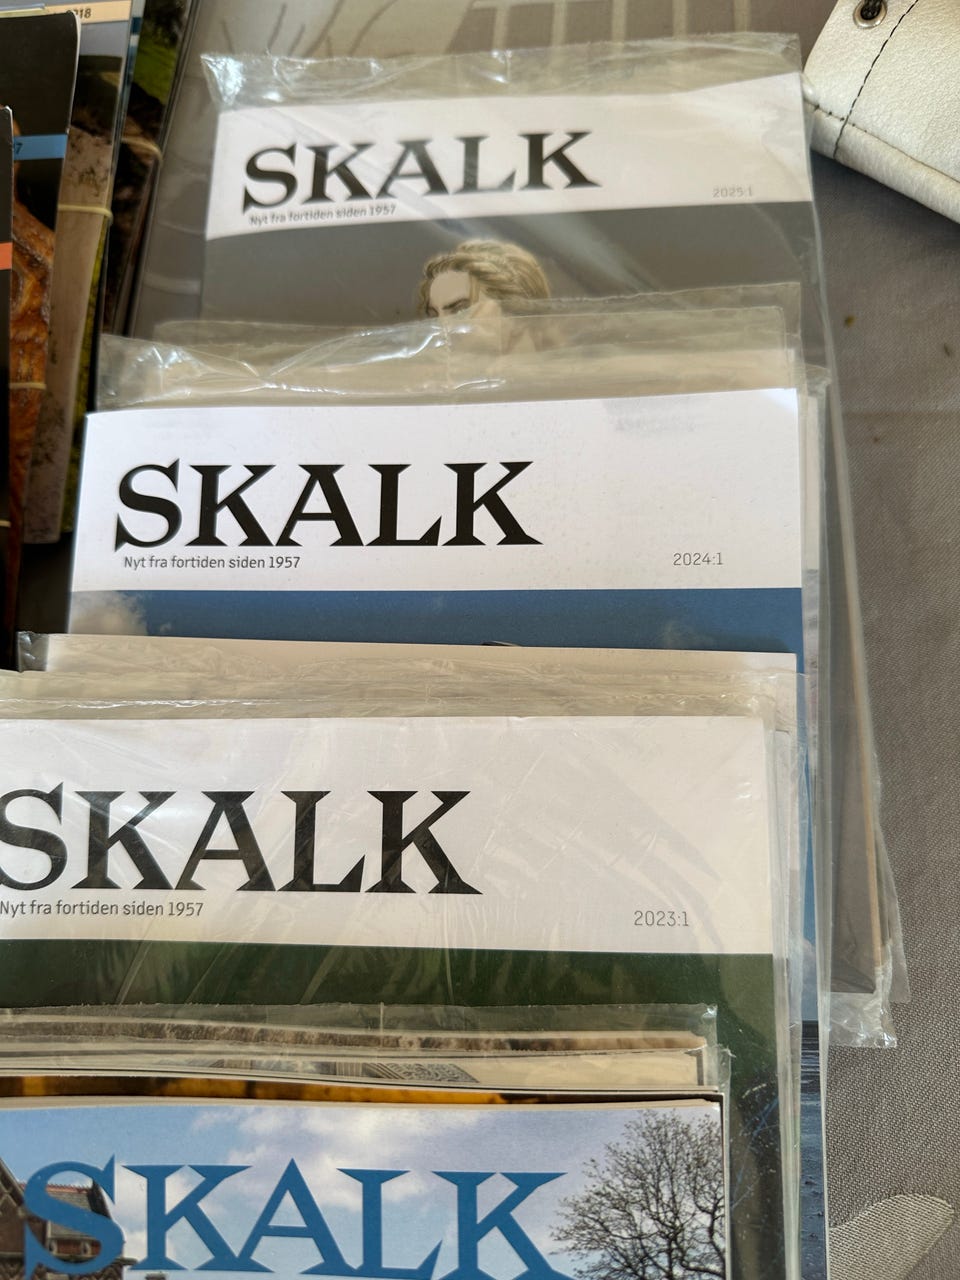 SKALK
2025:1
Nyt fra fortiden siden 1957
SKALK
Nyt fra fortiden siden 1957
2024:1
SKALK
Nyt fra fortiden siden 1957
2023:1
SKALK